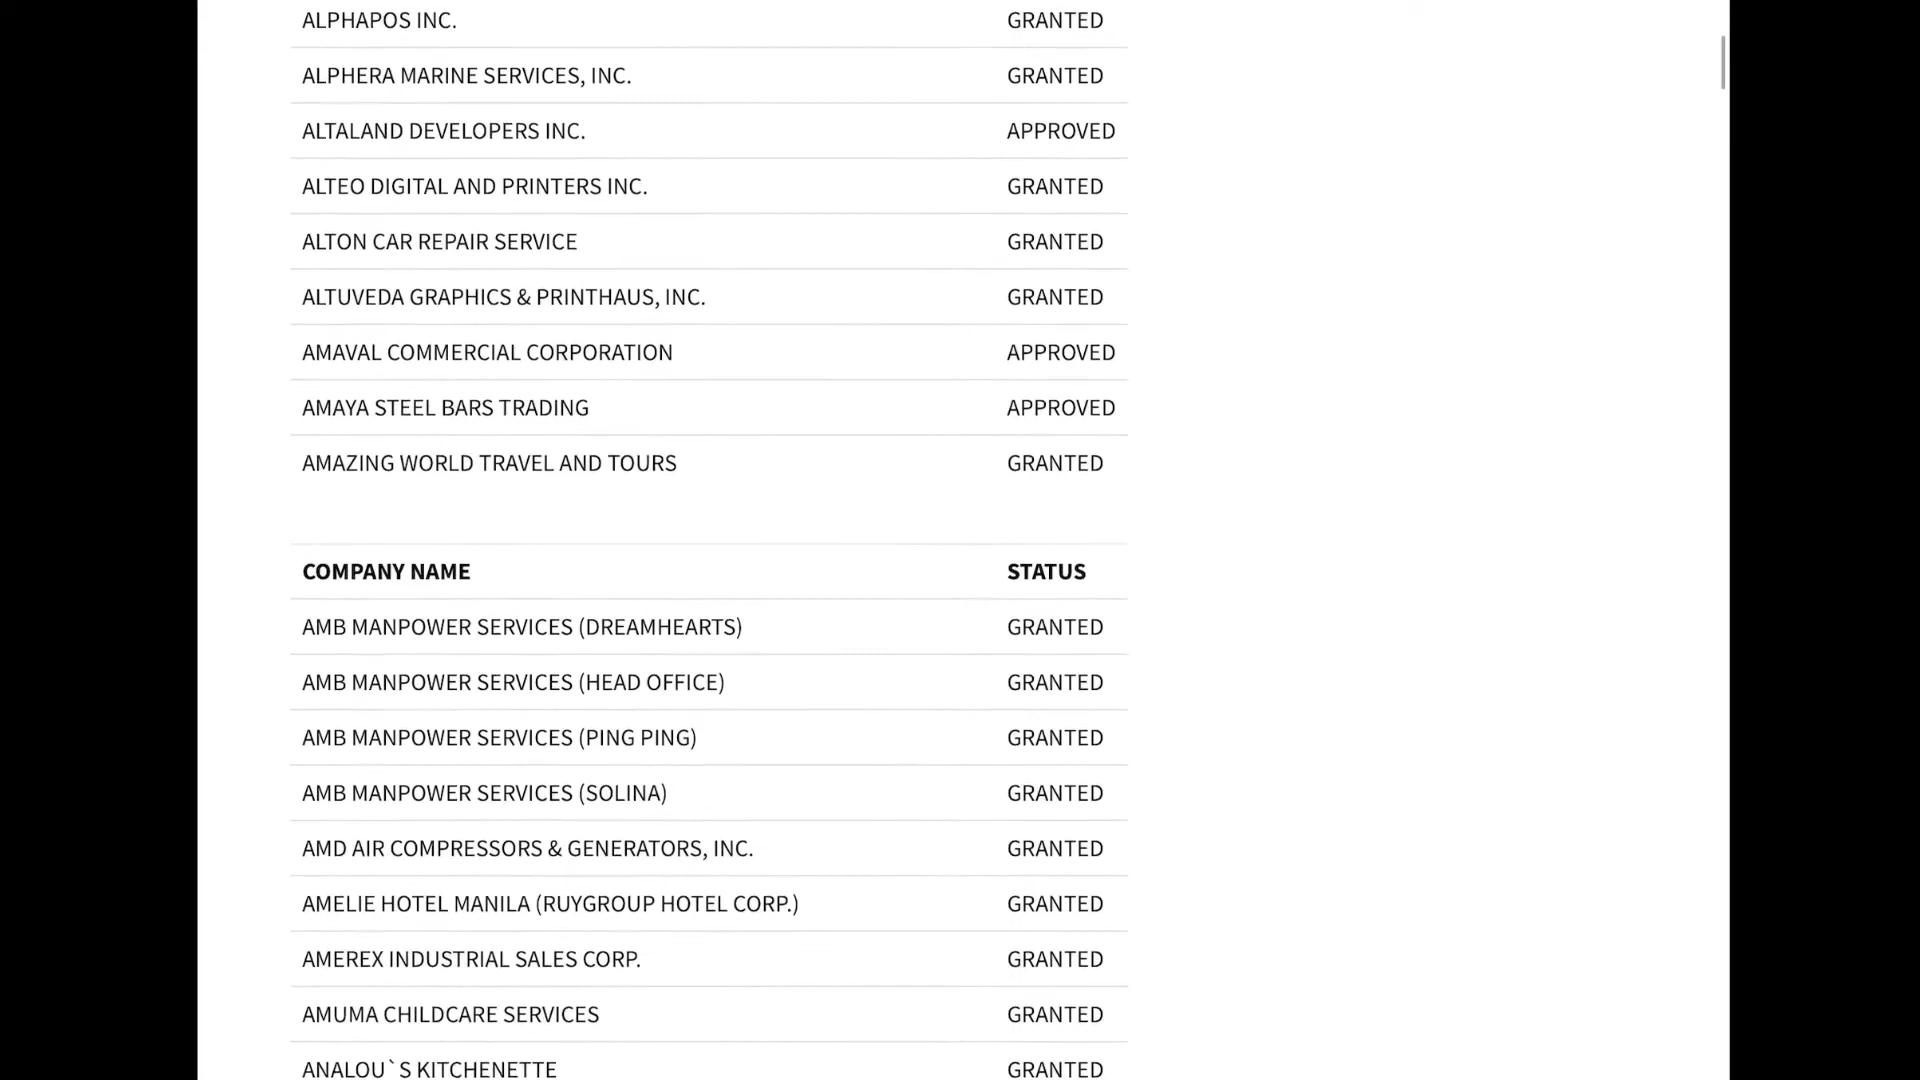 ALPHAPOS INC. GRANTED
ALPHERA MARINE SERVICES, INC. GRANTED
ALTALAND DEVELOPERS INC. APPROVED
ALTEO DIGITAL AND PRINTERS INC. GRANTED
ALTON CAR REPAIR SERVICE GRANTED
ALTUVEDA GRAPHICS & PRINTHAUS, INC. GRANTED
AMAVAL COMMERCIAL CORPORATION APPROVED
AMAYA STEEL BARS TRADING APPROVED
AMAZING WORLD TRAVEL AND TOURS GRANTED
COMPANY NAME STATUS
AMB MANPOWER SERVICES (DREAMHEARTS) GRANTED
AMB MANPOWER SERVICES (HEAD OFFICE) GRANTED
AMB MANPOWER SERVICES (PING PING) GRANTED
AMB MANPOWER SERVICES (SOLINA) GRANTED
AMD AIR COMPRESSORS & GENERATORS, INC. GRANTED
AMELIE HOTEL MANILA (RUYGROUP HOTEL CORP.) GRANTED
AMEREX INDUSTRIAL SALES CORP. GRANTED
AMUMA CHILDCARE SERVICES GRANTED
ANALOU`S KITCHENETTE GRANTED